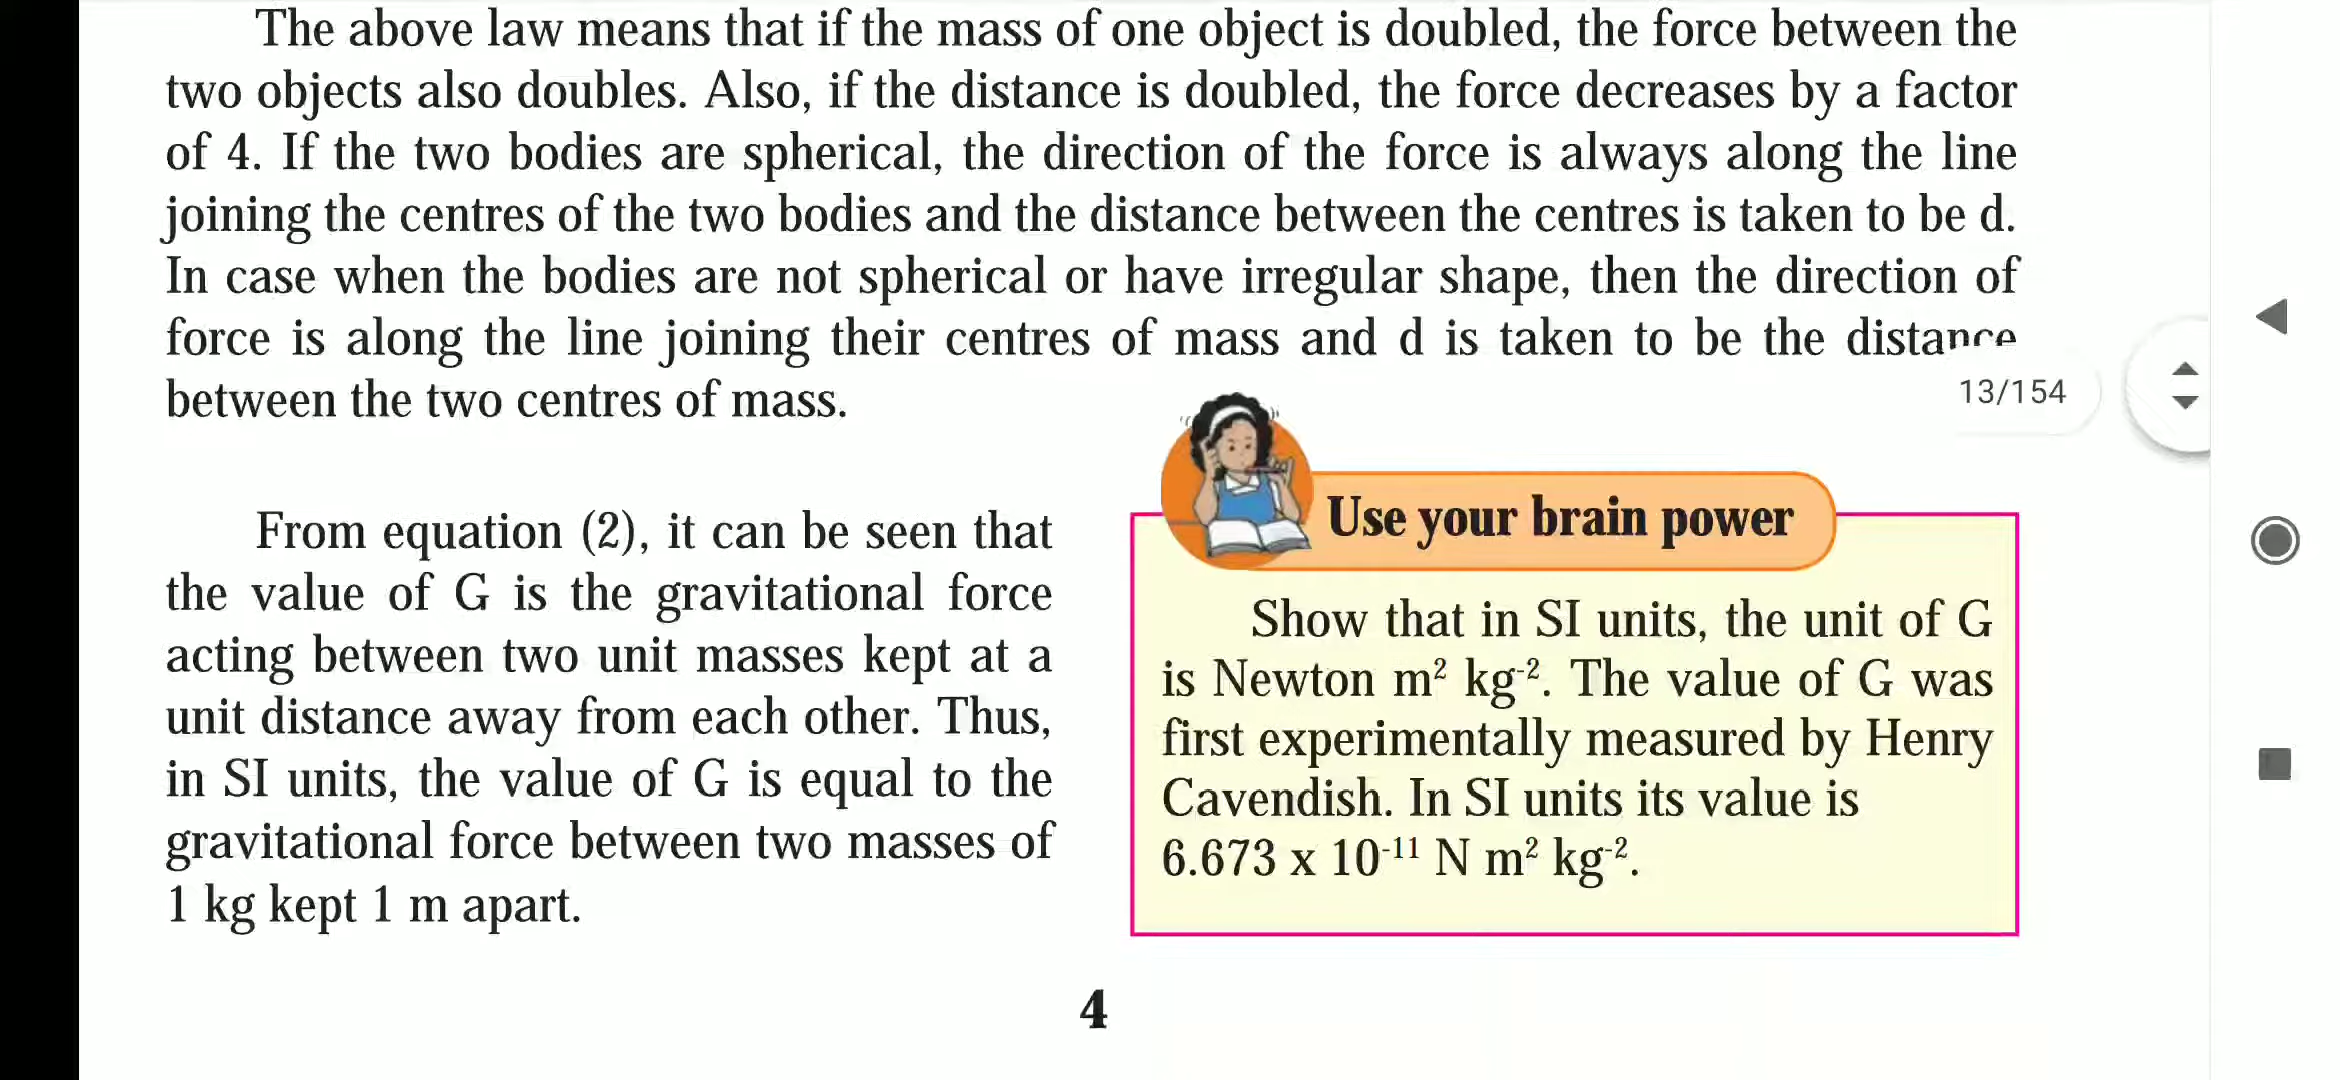 The above law means that if the mass of one object is doubled, the force between the
two objects also doubles. Also, if the distance is doubled, the force decreases by a factor
of 4. If the two bodies are spherical, the direction of the force is always along the line
joining the centres of the two bodies and the distance between the centres is taken to be d.
In case when the bodies are not spherical or have irregular shape, then the direction of
force is along the line joining their centres of mass and d is taken to be the distance
between the two centres of mass.
13/154
From equation (2), it can be seen that
the value of G is the gravitational force
acting between two unit masses kept at a
unit distance away from each other. Thus,
in SI units, the value of G is equal to the
gravitational force between two masses of
1 kg kept 1 m apart.
Use your brain power
Show that in SI units, the unit of G
is Newton m² kg⁻². The value of G was
first experimentally measured by Henry
Cavendish. In SI units its value is
6.673 x 10⁻¹¹ N m² kg⁻².
4